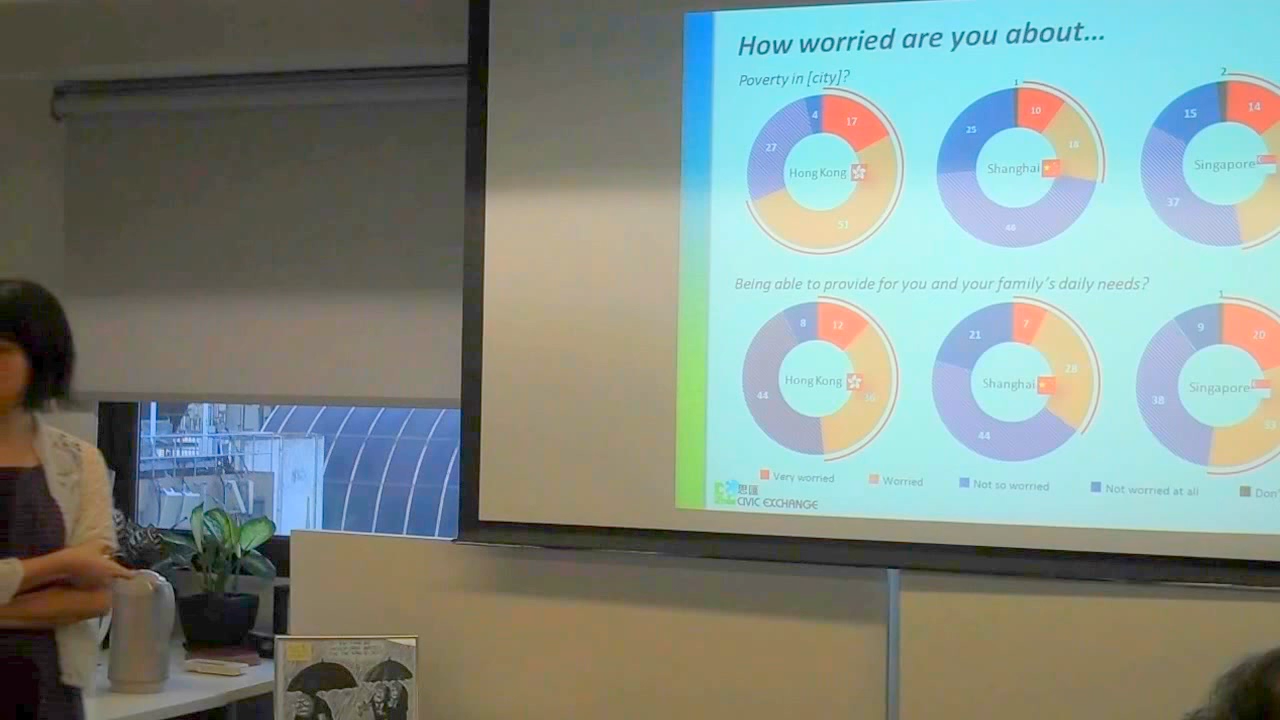 How worried are you about...
Poverty in [city]?
4 17 27 51 Hong Kong
1 10 18 46 25 Shanghai
2 14 15 37 Singapore
Being able to provide for you and your family's daily needs?
8 12 36 44 Hong Kong
7 28 44 21 Shanghai
1 20 33 38 9 Singapore
Very worried Worried Not so worried Not worried at all Don'
思匯
CIVIC EXCHANGE